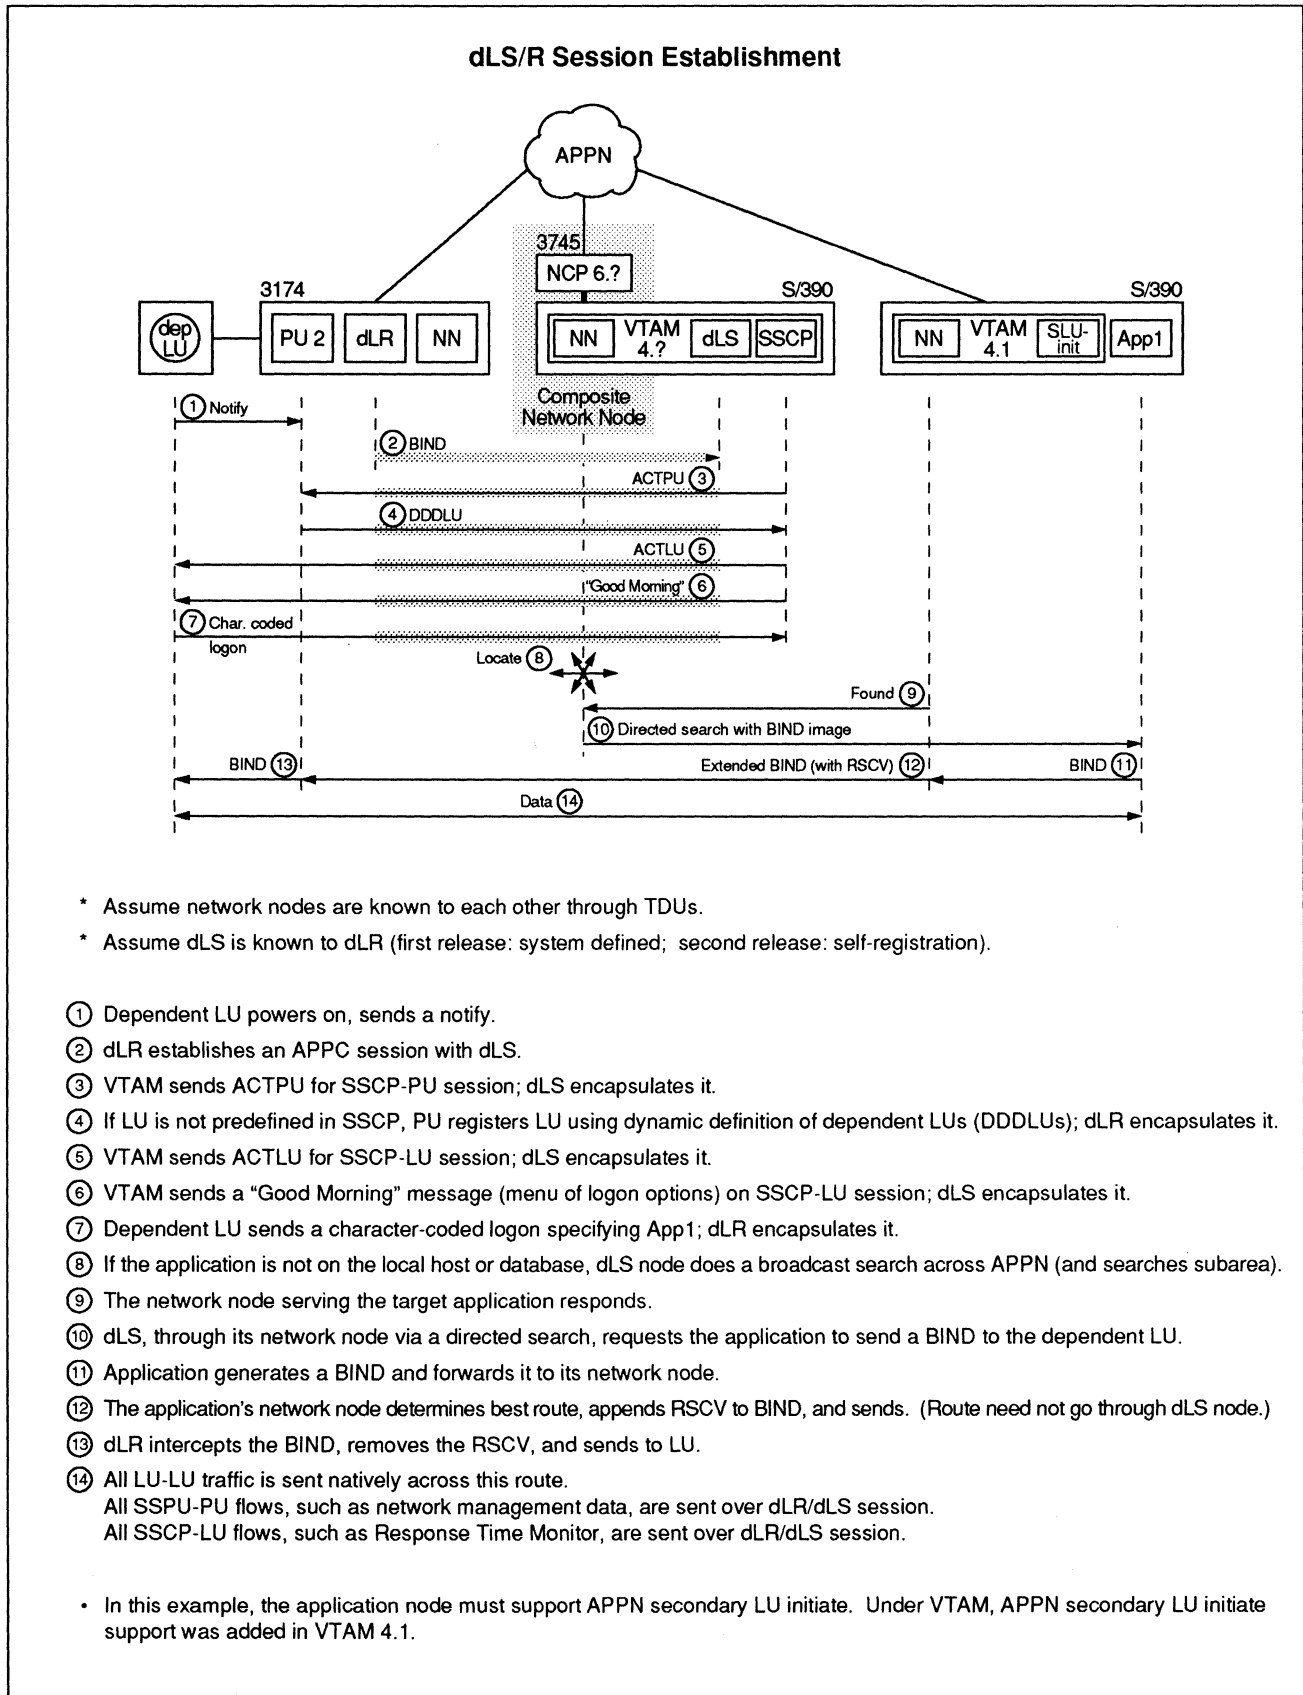 dLS/R Session Establishment
APPN
3745
NCP 6.?
3174
S/390
S/390
dep LU
PU 2
dLR
NN
NN
VTAM 4.?
dLS
SSCP
NN
VTAM 4.1
SLU-init
App1
Composite Network Node
1 Notify
2 BIND
ACTPU 3
4 DDDLU
ACTLU 5
"Good Morning" 6
7 Char. coded logon
Locate 8
Found 9
10 Directed search with BIND image
BIND 13
Extended BIND (with RSCV) 12
BIND 11
Data 14
* Assume network nodes are known to each other through TDUs.
* Assume dLS is known to dLR (first release: system defined; second release: self-registration).
1 Dependent LU powers on, sends a notify.
2 dLR establishes an APPC session with dLS.
3 VTAM sends ACTPU for SSCP-PU session; dLS encapsulates it.
4 If LU is not predefined in SSCP, PU registers LU using dynamic definition of dependent LUs (DDDLUs); dLR encapsulates it.
5 VTAM sends ACTLU for SSCP-LU session; dLS encapsulates it.
6 VTAM sends a “Good Morning” message (menu of logon options) on SSCP-LU session; dLS encapsulates it.
7 Dependent LU sends a character-coded logon specifying App1; dLR encapsulates it.
8 If the application is not on the local host or database, dLS node does a broadcast search across APPN (and searches subarea).
9 The network node serving the target application responds.
10 dLS, through its network node via a directed search, requests the application to send a BIND to the dependent LU.
11 Application generates a BIND and forwards it to its network node.
12 The application's network node determines best route, appends RSCV to BIND, and sends. (Route need not go through dLS node.)
13 dLR intercepts the BIND, removes the RSCV, and sends to LU.
14 All LU-LU traffic is sent natively across this route.
All SSPU-PU flows, such as network management data, are sent over dLR/dLS session.
All SSCP-LU flows, such as Response Time Monitor, are sent over dLR/dLS session.
• In this example, the application node must support APPN secondary LU initiate. Under VTAM, APPN secondary LU initiate
support was added in VTAM 4.1.